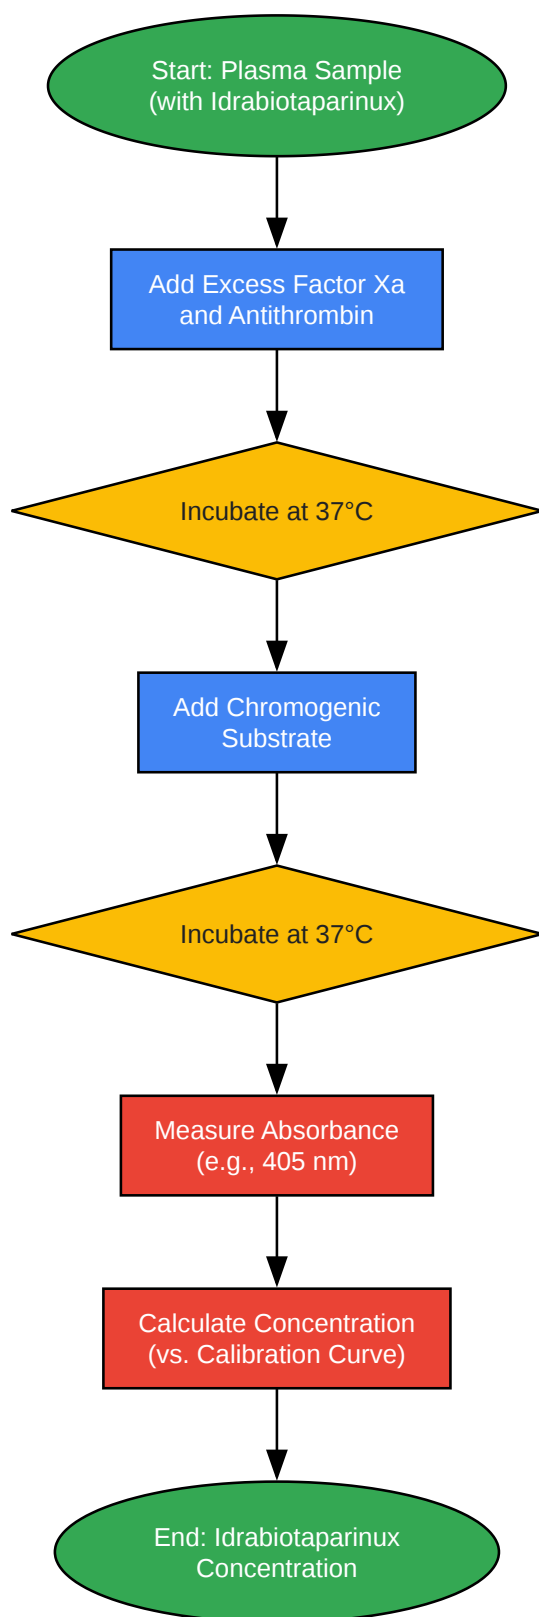 Start: Plasma Sample
(with Idrabiotaparinux)
Add Excess Factor Xa
and Antithrombin
Incubate at 37°C
Add Chromogenic
Substrate
Incubate at 37°C
Measure Absorbance
(e.g., 405 nm)
Calculate Concentration
(vs. Calibration Curve)
End: Idrabiotaparinux
Concentration